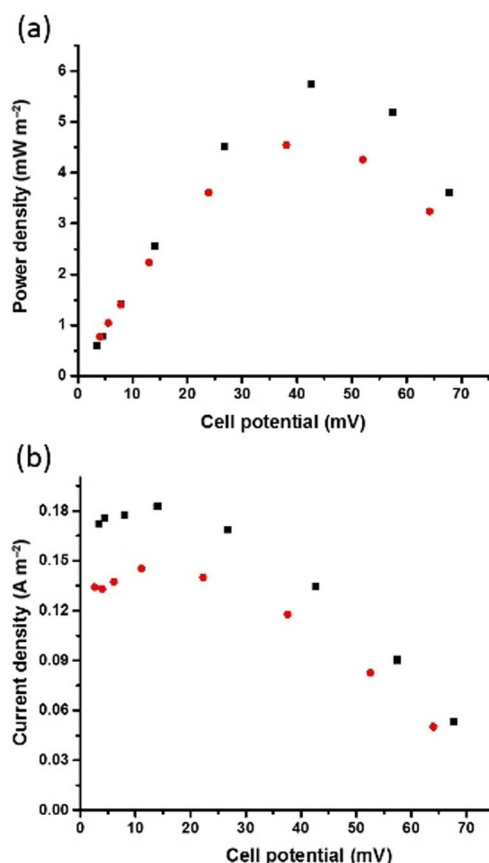 (a)
Power density (mW m⁻²)
6
5
4
3
2
1
0
0 10 20 30 40 50 60 70
Cell potential (mV)
(b)
Current density (A m⁻²)
0.18
0.15
0.12
0.09
0.06
0.03
0.00
0 10 20 30 40 50 60 70
Cell potential (mV)